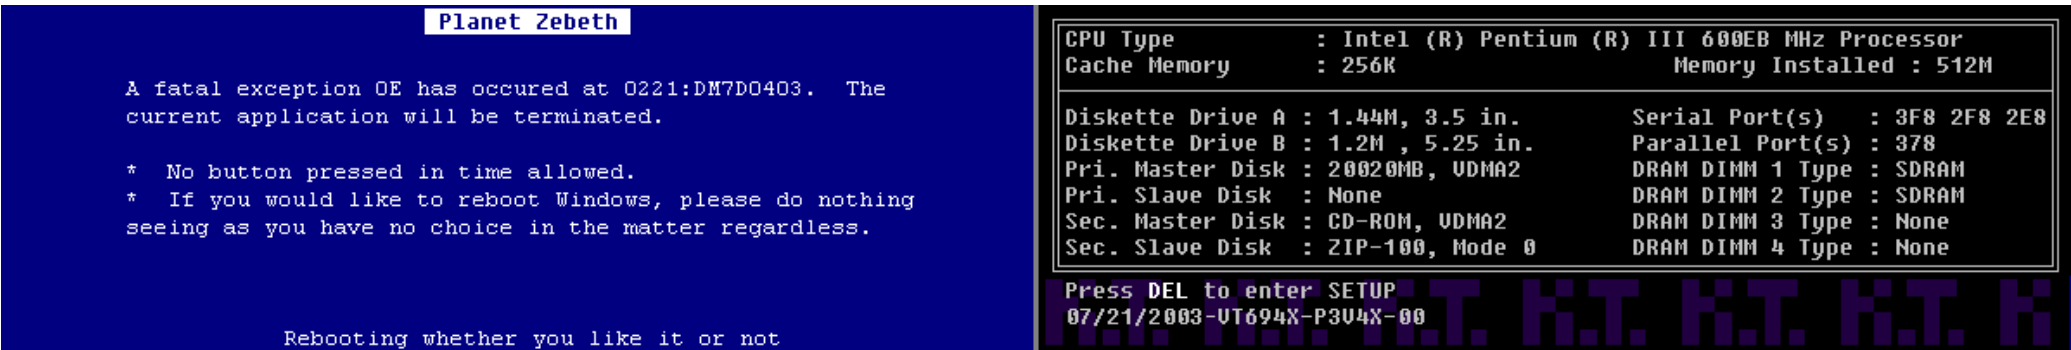 Planet Zebeth
A fatal exception OE has occured at 0221:DM7D0403. The
current application will be terminated.
* No button pressed in time allowed.
* If you would like to reboot Windows, please do nothing
seeing as you have no choice in the matter regardless.
Rebooting whether you like it or not
CPU Type : Intel (R) Pentium (R) III 600EB MHz Processor
Cache Memory : 256K Memory Installed : 512M
Diskette Drive A : 1.44M, 3.5 in. Serial Port(s) : 3F8 2F8 2E8
Diskette Drive B : 1.2M , 5.25 in. Parallel Port(s) : 378
Pri. Master Disk : 20020MB, UDMA2 DRAM DIMM 1 Type : SDRAM
Pri. Slave Disk : None DRAM DIMM 2 Type : SDRAM
Sec. Master Disk : CD-ROM, UDMA2 DRAM DIMM 3 Type : None
Sec. Slave Disk : ZIP-100, Mode 0 DRAM DIMM 4 Type : None
Press DEL to enter SETUP
07/21/2003-VT694X-P3V4X-00
K.T. K.T. K.T. K.T. K.T. K.T. K